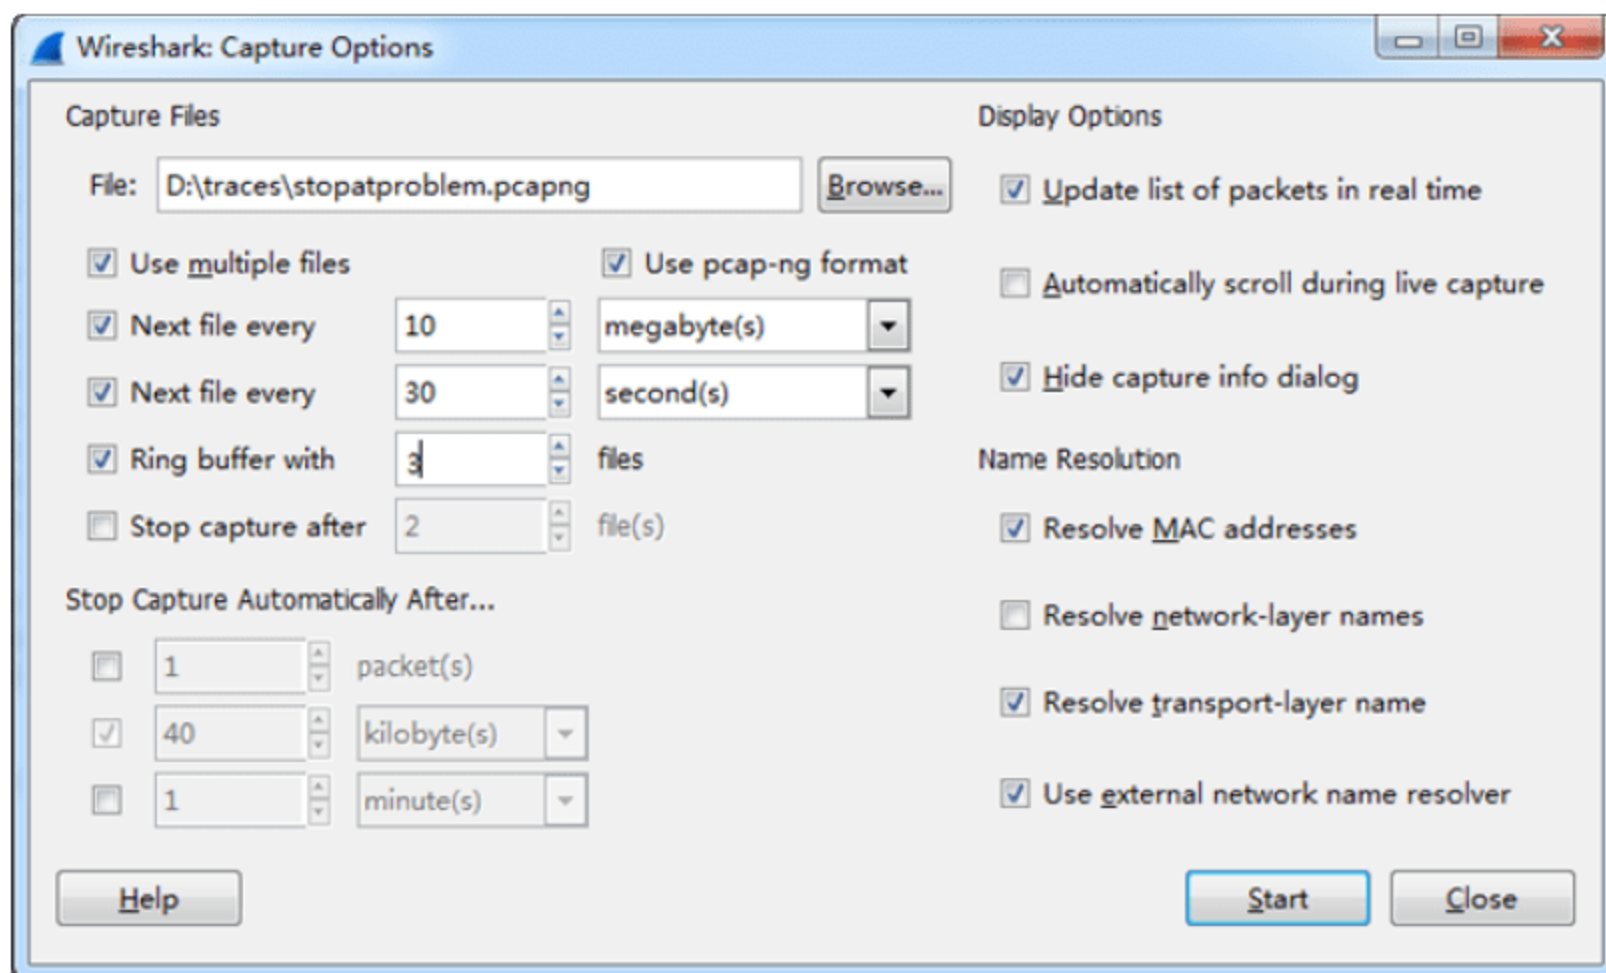 Wireshark: Capture Options
Capture Files
File: D:\traces\stopatproblem.pcapng Browse...
Use multiple files Use pcap-ng format
Next file every 10 megabyte(s)
Next file every 30 second(s)
Ring buffer with 3 files
Stop capture after 2 file(s)
Stop Capture Automatically After...
1 packet(s)
40 kilobyte(s)
1 minute(s)
Display Options
Update list of packets in real time
Automatically scroll during live capture
Hide capture info dialog
Name Resolution
Resolve MAC addresses
Resolve network-layer names
Resolve transport-layer name
Use external network name resolver
Help Start Close